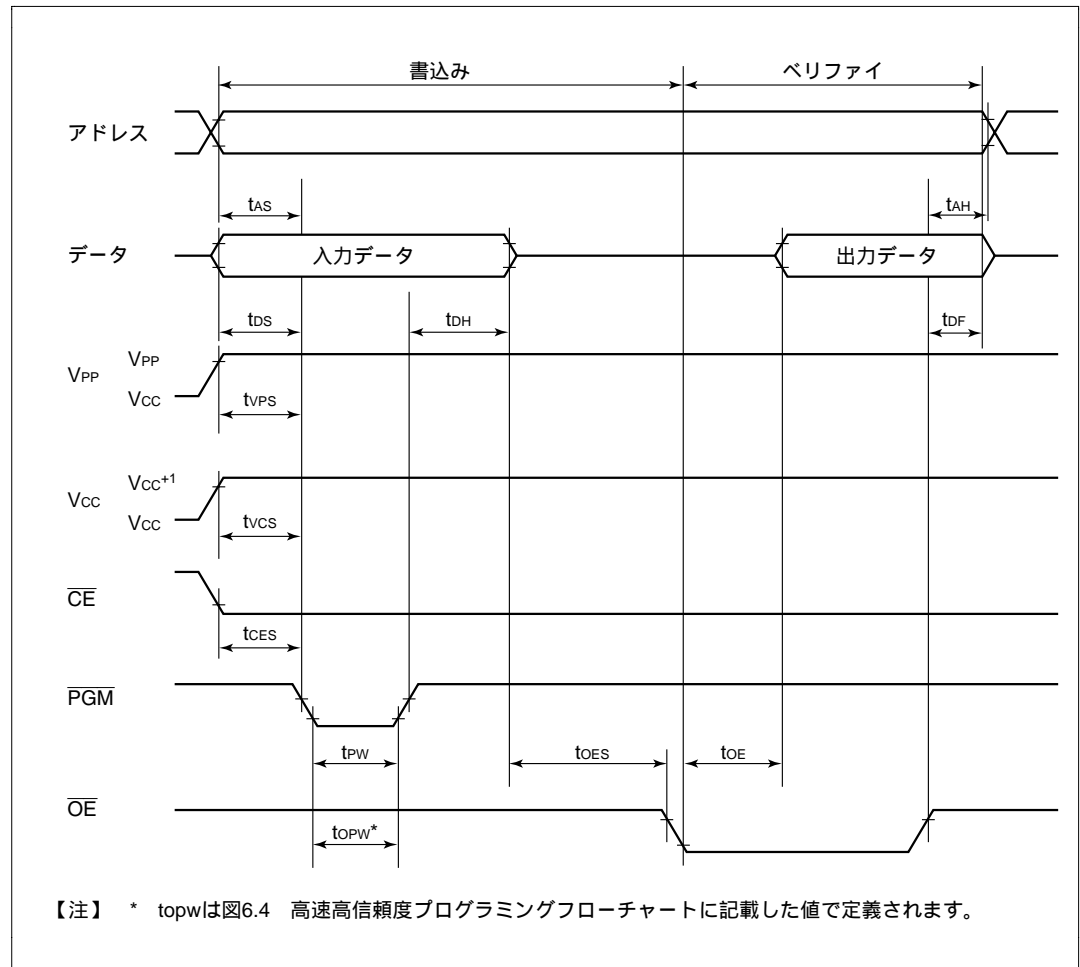 書込み ベリファイ
アドレス
tAS tAH
データ 入力データ 出力データ
tDS tDH tDF
VPP VPP
VCC
tVPS
VCC VCC+1
VCC
tVCS
CE
tCES
PGM
tPW tOES tOE
OE
tOPW*
【注】 * topwは図6.4 高速高信頼度プログラミングフローチャートに記載した値で定義されます。